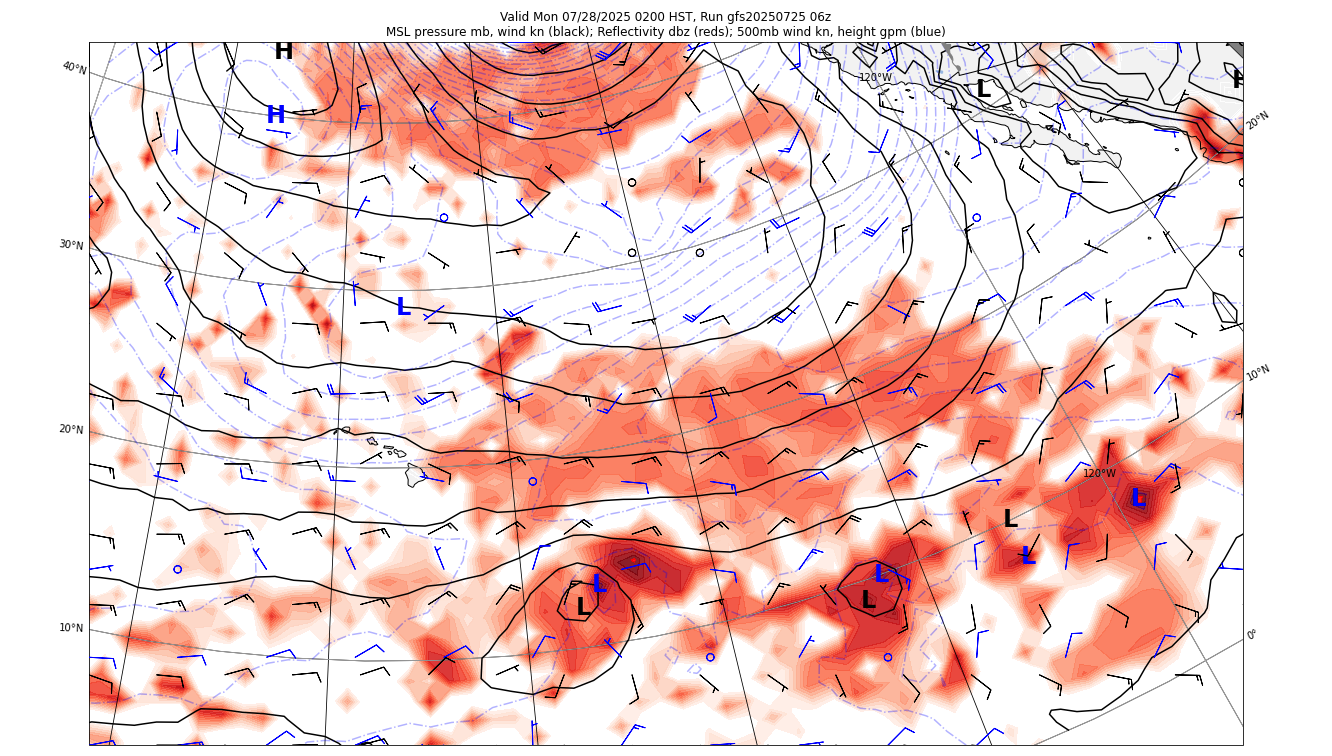 Valid Mon 07/28/2025 0200 HST, Run gfs20250725 06z
MSL pressure mb, wind kn (black); Reflectivity dbz (reds); 500mb wind kn, height gpm (blue)
H
40°N
120°W
L
H
H
20°N
30°N
L
10°N
20°N
120°W
L
L
L
L
L
L
L
10°N
0°